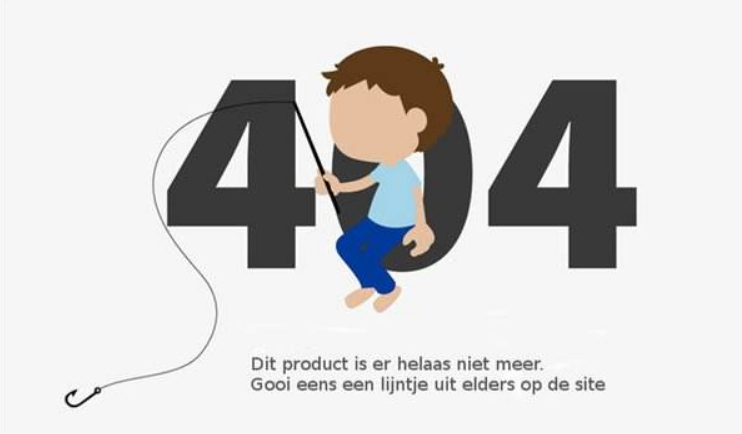 404
Dit product is er helaas niet meer.
Gooi eens een lijntje uit elders op de site